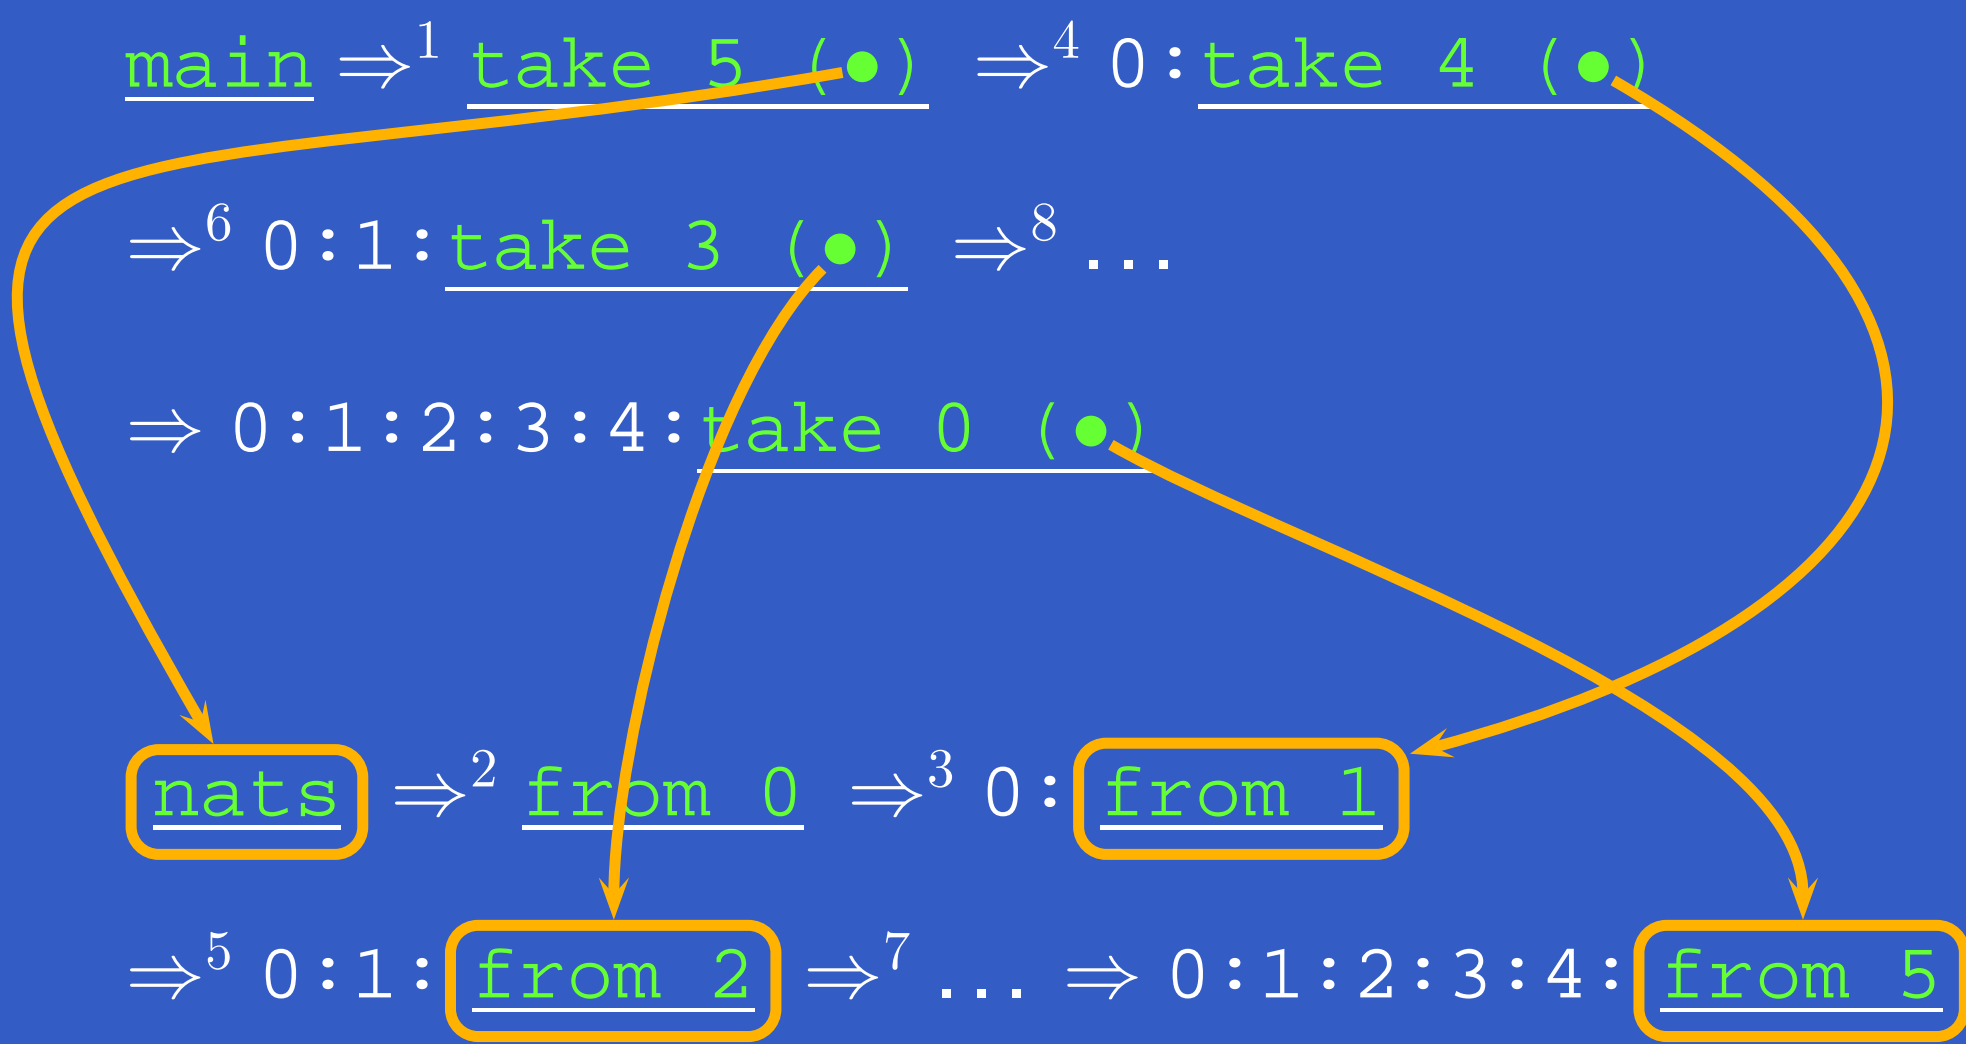 main ⇒¹ take 5 (●) ⇒⁴ 0:take 4 (●)
⇒⁶ 0:1:take 3 (●) ⇒⁸ ...
⇒ 0:1:2:3:4:take 0 (●)
nats ⇒² from 0 ⇒³ 0:from 1
⇒⁵ 0:1:from 2 ⇒⁷ ... ⇒ 0:1:2:3:4:from 5